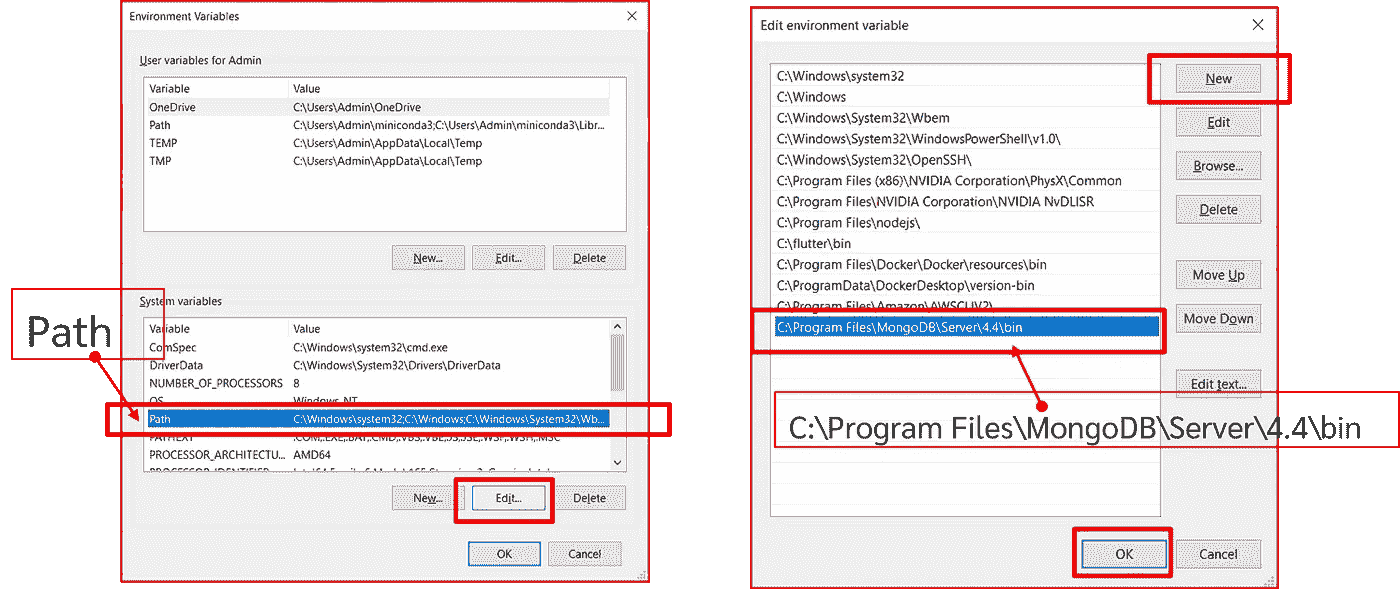 Environment Variables
User variables for Admin
Variable Value
OneDrive C:\Users\Admin\OneDrive
Path C:\Users\Admin\miniconda3;C:\Users\Admin\miniconda3\Libr...
TEMP C:\Users\Admin\AppData\Local\Temp
TMP C:\Users\Admin\AppData\Local\Temp
New... Edit... Delete
System variables
Path
Variable Value
ComSpec C:\Windows\system32\cmd.exe
DriverData C:\Windows\System32\Drivers\DriverData
NUMBER_OF_PROCESSORS 8
OS Windows_NT
Path C:\Windows\system32;C:\Windows;C:\Windows\System32\Wb...
PATHEXT .COM;.EXE;.BAT;.CMD;.VBS;.VBE;.JS;.JSE;.WSF;.WSH;.MSC
PROCESSOR_ARCHITECTU... AMD64
PROCESSOR_IDENTIFIER
New... Edit... Delete
OK Cancel
Edit environment variable
C:\Windows\system32
C:\Windows
C:\Windows\System32\Wbem
C:\Windows\System32\WindowsPowerShell\v1.0\
C:\Windows\System32\OpenSSH\
C:\Program Files (x86)\NVIDIA Corporation\PhysX\Common
C:\Program Files\NVIDIA Corporation\NVIDIA NvDLISR
C:\Program Files\nodejs\
C:\flutter\bin
C:\Program Files\Docker\Docker\resources\bin
C:\ProgramData\DockerDesktop\version-bin
C:\Program Files\Amazon\AWSCLIV2\
C:\Program Files\MongoDB\Server\4.4\bin
New
Edit
Browse...
Delete
Move Up
Move Down
Edit text...
C:\Program Files\MongoDB\Server\4.4\bin
OK Cancel